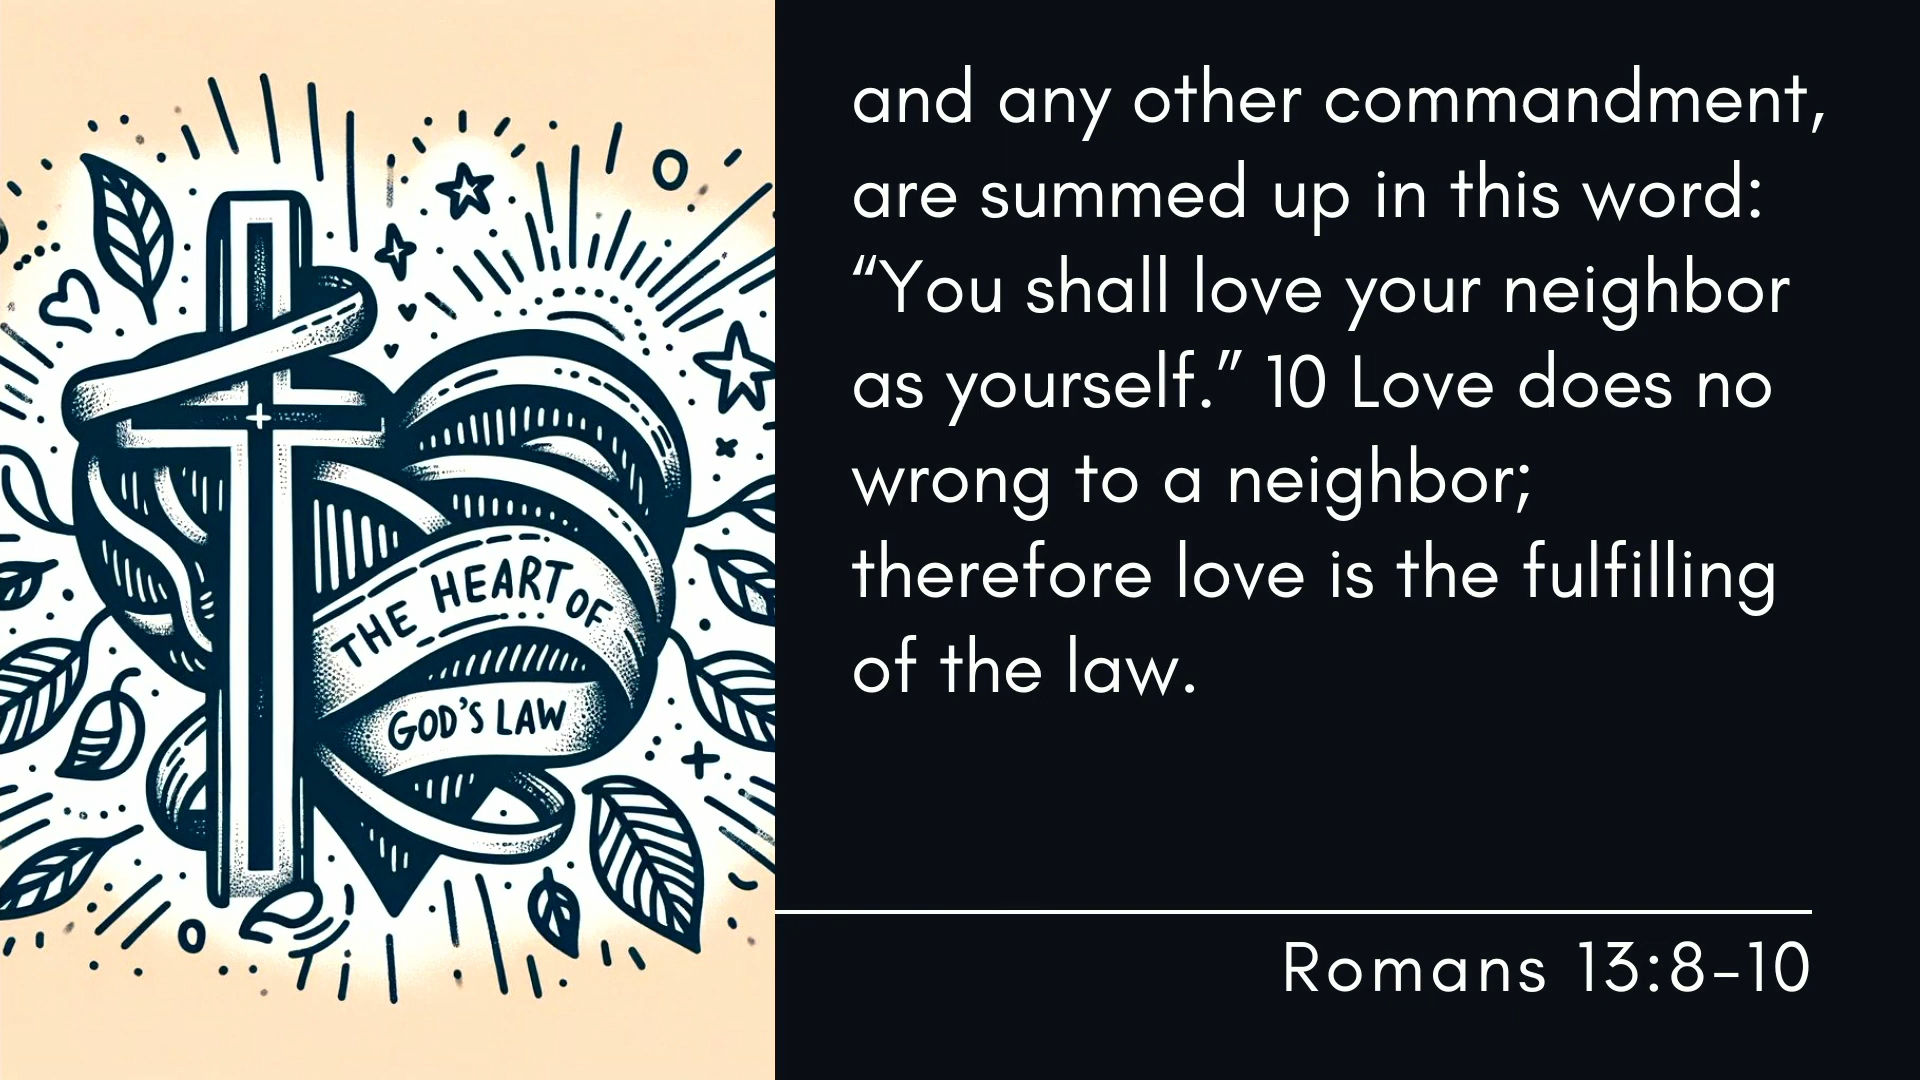 THE HEART OF
GOD'S LAW
and any other commandment,
are summed up in this word:
“You shall love your neighbor
as yourself.” 10 Love does no
wrong to a neighbor;
therefore love is the fulfilling
of the law.
Romans 13:8-10